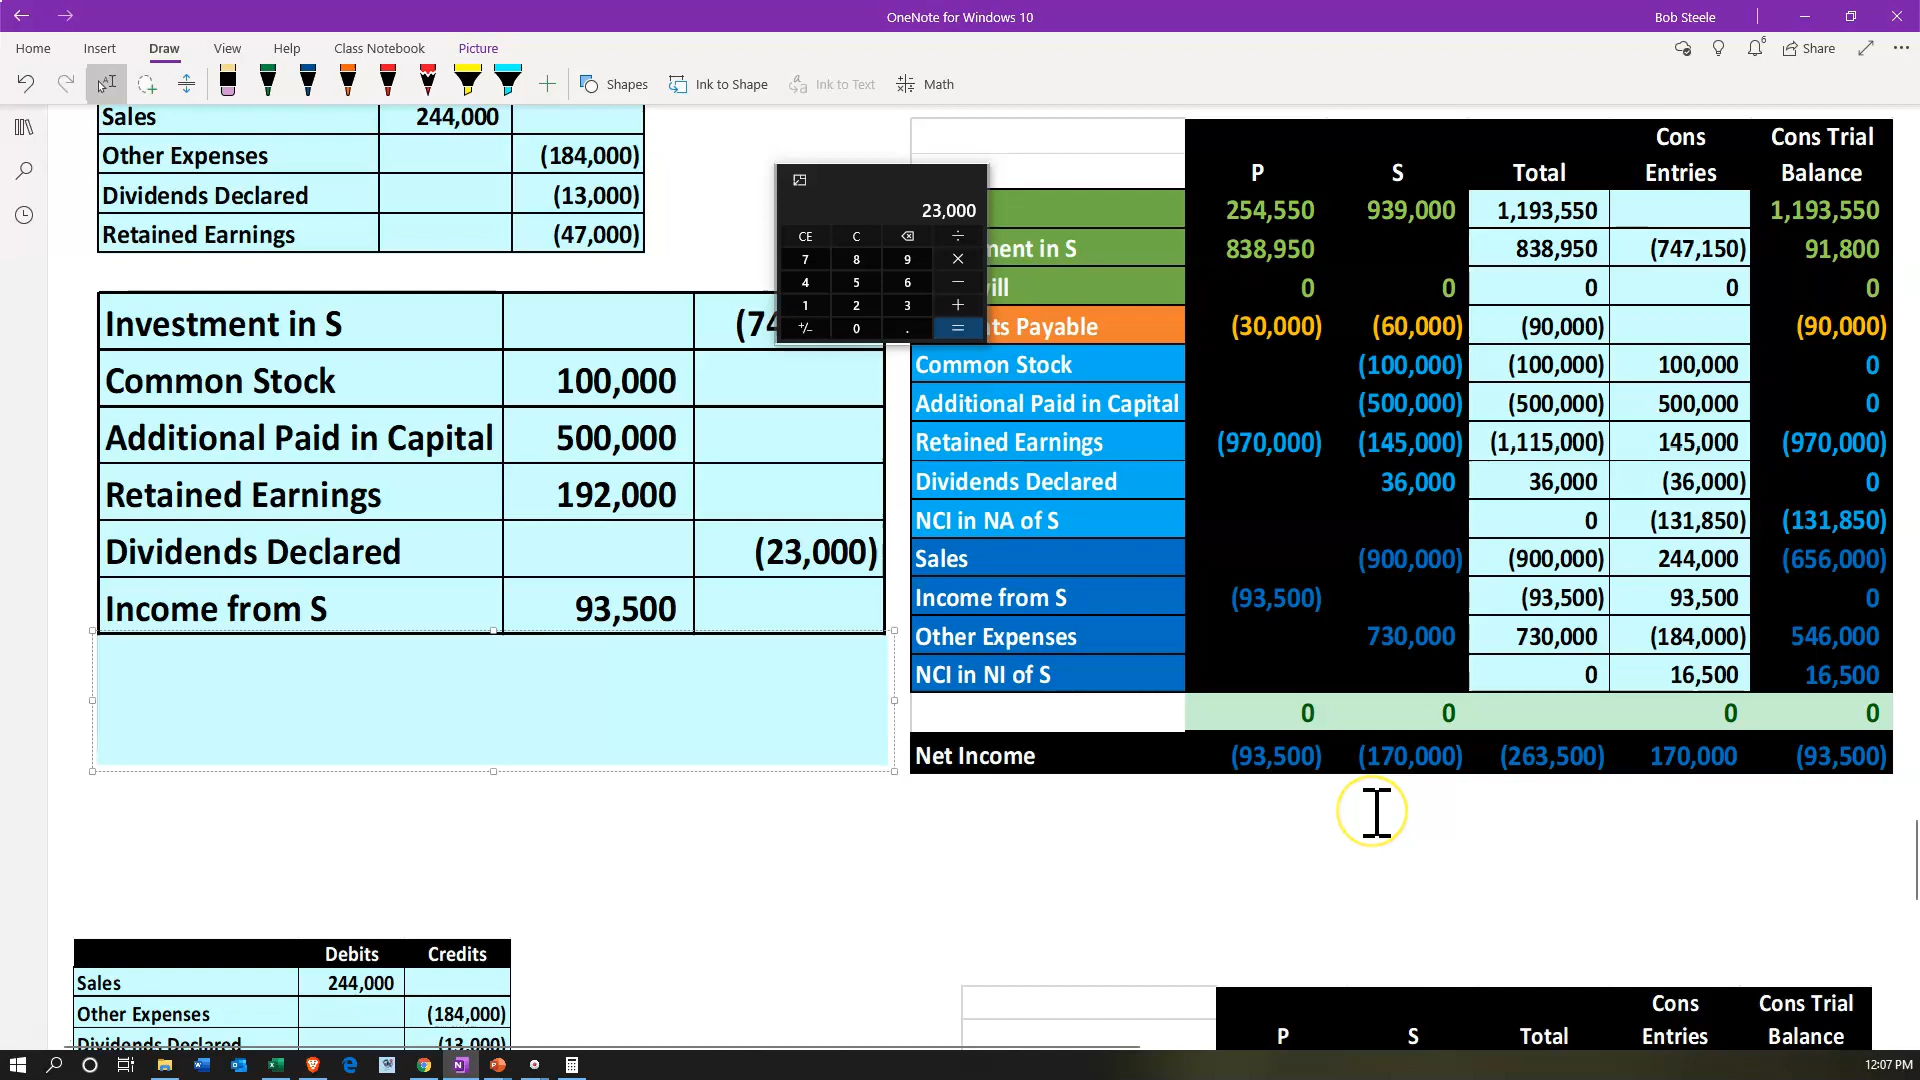 OneNote for Windows 10
Bob Steele
Home Insert Draw View Help Class Notebook Picture
6 Share
Shapes Ink to Shape Ink to Text Math
Sales 244,000
Other Expenses (184,000)
Dividends Declared (13,000)
Retained Earnings (47,000)
Investment in S (74
Common Stock 100,000
Additional Paid in Capital 500,000
Retained Earnings 192,000
Dividends Declared (23,000)
Income from S 93,500
23,000
CE C ⌫ ÷
7 8 9 ×
4 5 6 −
1 2 3 +
+/− 0 . =
Cons Cons Trial
P S Total Entries Balance
254,550 939,000 1,193,550 1,193,550
ment in S 838,950 838,950 (747,150) 91,800
ill 0 0 0 0 0
ts Payable (30,000) (60,000) (90,000) (90,000)
Common Stock (100,000) (100,000) 100,000 0
Additional Paid in Capital (500,000) (500,000) 500,000 0
Retained Earnings (970,000) (145,000) (1,115,000) 145,000 (970,000)
Dividends Declared 36,000 36,000 (36,000) 0
NCI in NA of S 0 (131,850) (131,850)
Sales (900,000) (900,000) 244,000 (656,000)
Income from S (93,500) (93,500) 93,500 0
Other Expenses 730,000 730,000 (184,000) 546,000
NCI in NI of S 0 16,500 16,500
0 0 0 0
Net Income (93,500) (170,000) (263,500) 170,000 (93,500)
Debits Credits
Sales 244,000
Other Expenses (184,000)
Dividends Declared (13,000)
Cons Cons Trial
P S Total Entries Balance
12:07 PM